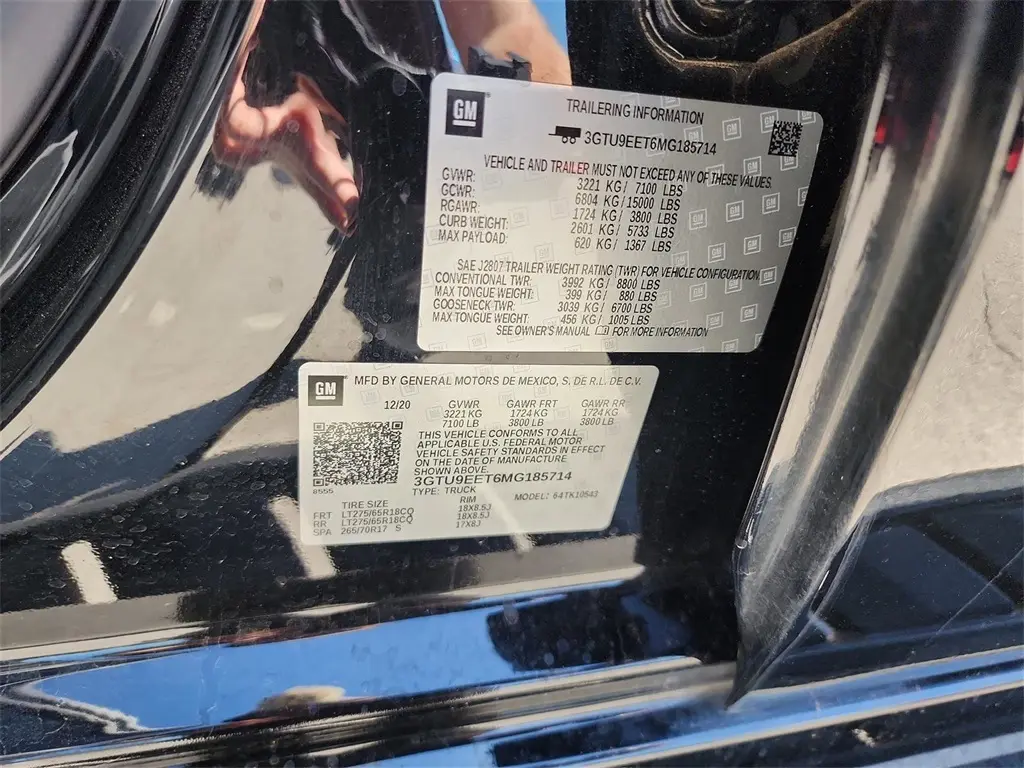 GM
TRAILERING INFORMATION
3GTU9EET6MG185714
VEHICLE AND TRAILER MUST NOT EXCEED ANY OF THESE VALUES.
GVWR: 3221 KG / 7100 LBS
GCWR: 6804 KG / 15000 LBS
RGAWR: 1724 KG / 3800 LBS
CURB WEIGHT: 2601 KG / 5733 LBS
MAX PAYLOAD: 620 KG / 1367 LBS
SAE J2807 TRAILER WEIGHT RATING (TWR) FOR VEHICLE CONFIGURATION
CONVENTIONAL TWR: 3992 KG / 8800 LBS
MAX TONGUE WEIGHT: 399 KG / 880 LBS
GOOSENECK TWR: 3039 KG / 6700 LBS
MAX TONGUE WEIGHT: 456 KG / 1005 LBS
SEE OWNER'S MANUAL FOR MORE INFORMATION
GM
MFD BY GENERAL MOTORS DE MEXICO, S. DE R.L. DE C.V.
12/20 GVWR GAWR FRT GAWR RR
3221 KG 1724 KG 1724 KG
7100 LB 3800 LB 3800 LB
THIS VEHICLE CONFORMS TO ALL
APPLICABLE U.S. FEDERAL MOTOR
VEHICLE SAFETY STANDARDS IN EFFECT
ON THE DATE OF MANUFACTURE
SHOWN ABOVE.
3GTU9EET6MG185714
8555
TYPE: TRUCK MODEL: 64TK10543
TIRE SIZE RIM
FRT LT275/65R18CQ 18X8.5J
RR LT275/65R18CQ 18X8.5J
SPA 265/70R17 S 17X8J